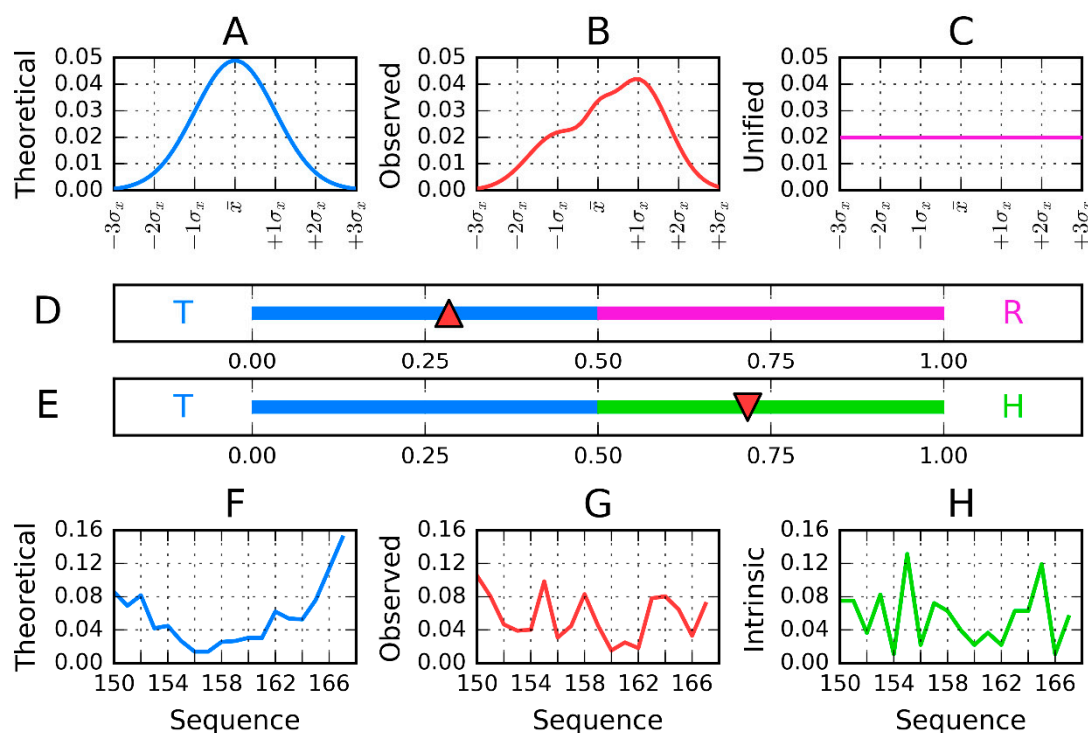 A B C
Theoretical
0.05
0.04
0.03
0.02
0.01
0.00
−3σx −2σx −1σx x̄ +1σx +2σx +3σx
Observed
0.05
0.04
0.03
0.02
0.01
0.00
−3σx −2σx −1σx x̄ +1σx +2σx +3σx
Unified
0.05
0.04
0.03
0.02
0.01
0.00
−3σx −2σx −1σx x̄ +1σx +2σx +3σx
D T R
0.00 0.25 0.50 0.75 1.00
E T H
0.00 0.25 0.50 0.75 1.00
F G H
Theoretical
0.16
0.12
0.08
0.04
0.00
150 154 158 162 166
Sequence
Observed
0.16
0.12
0.08
0.04
0.00
150 154 158 162 166
Sequence
Intrinsic
0.16
0.12
0.08
0.04
0.00
150 154 158 162 166
Sequence